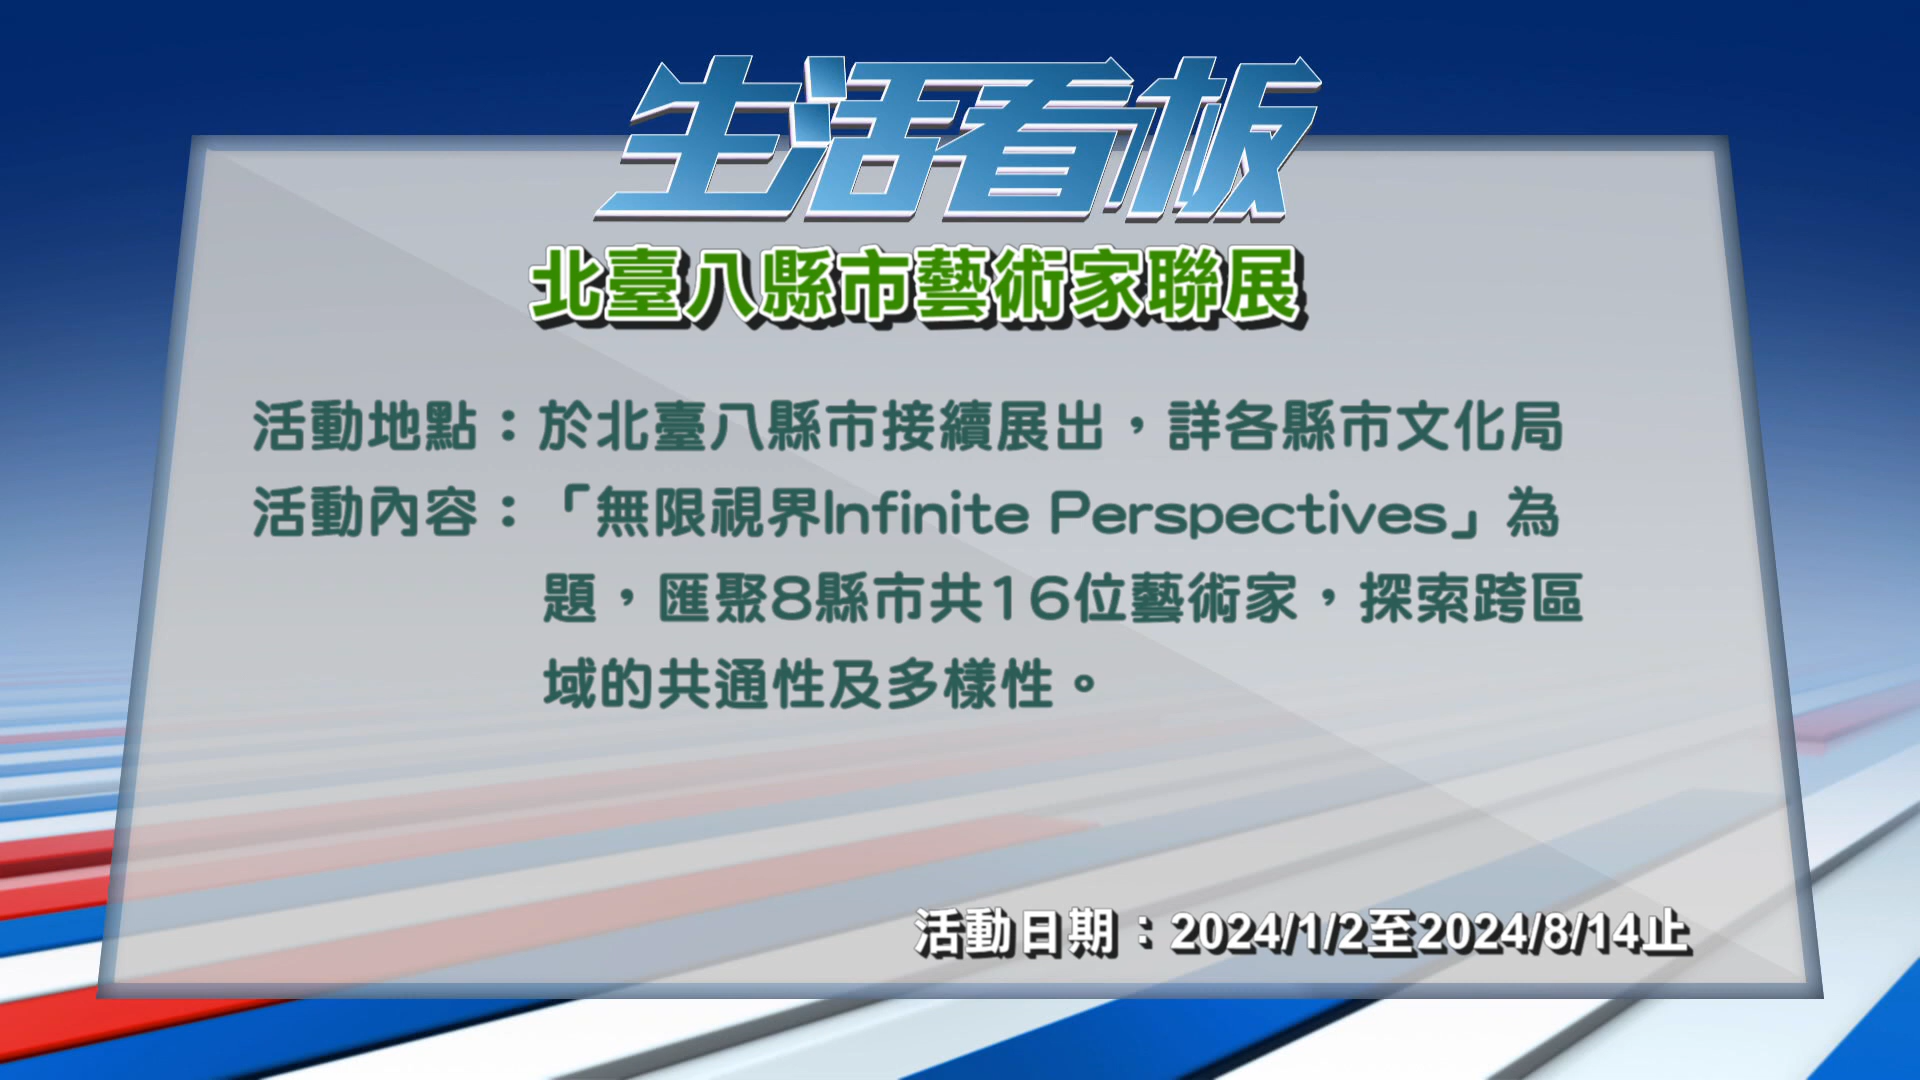 生活看板
北臺八縣市藝術家聯展
活動地點：於北臺八縣市接續展出，詳各縣市文化局
活動內容：「無限視界Infinite Perspectives」為
題，匯聚8縣市共16位藝術家，探索跨區
域的共通性及多樣性。
活動日期：2024/1/2至2024/8/14止